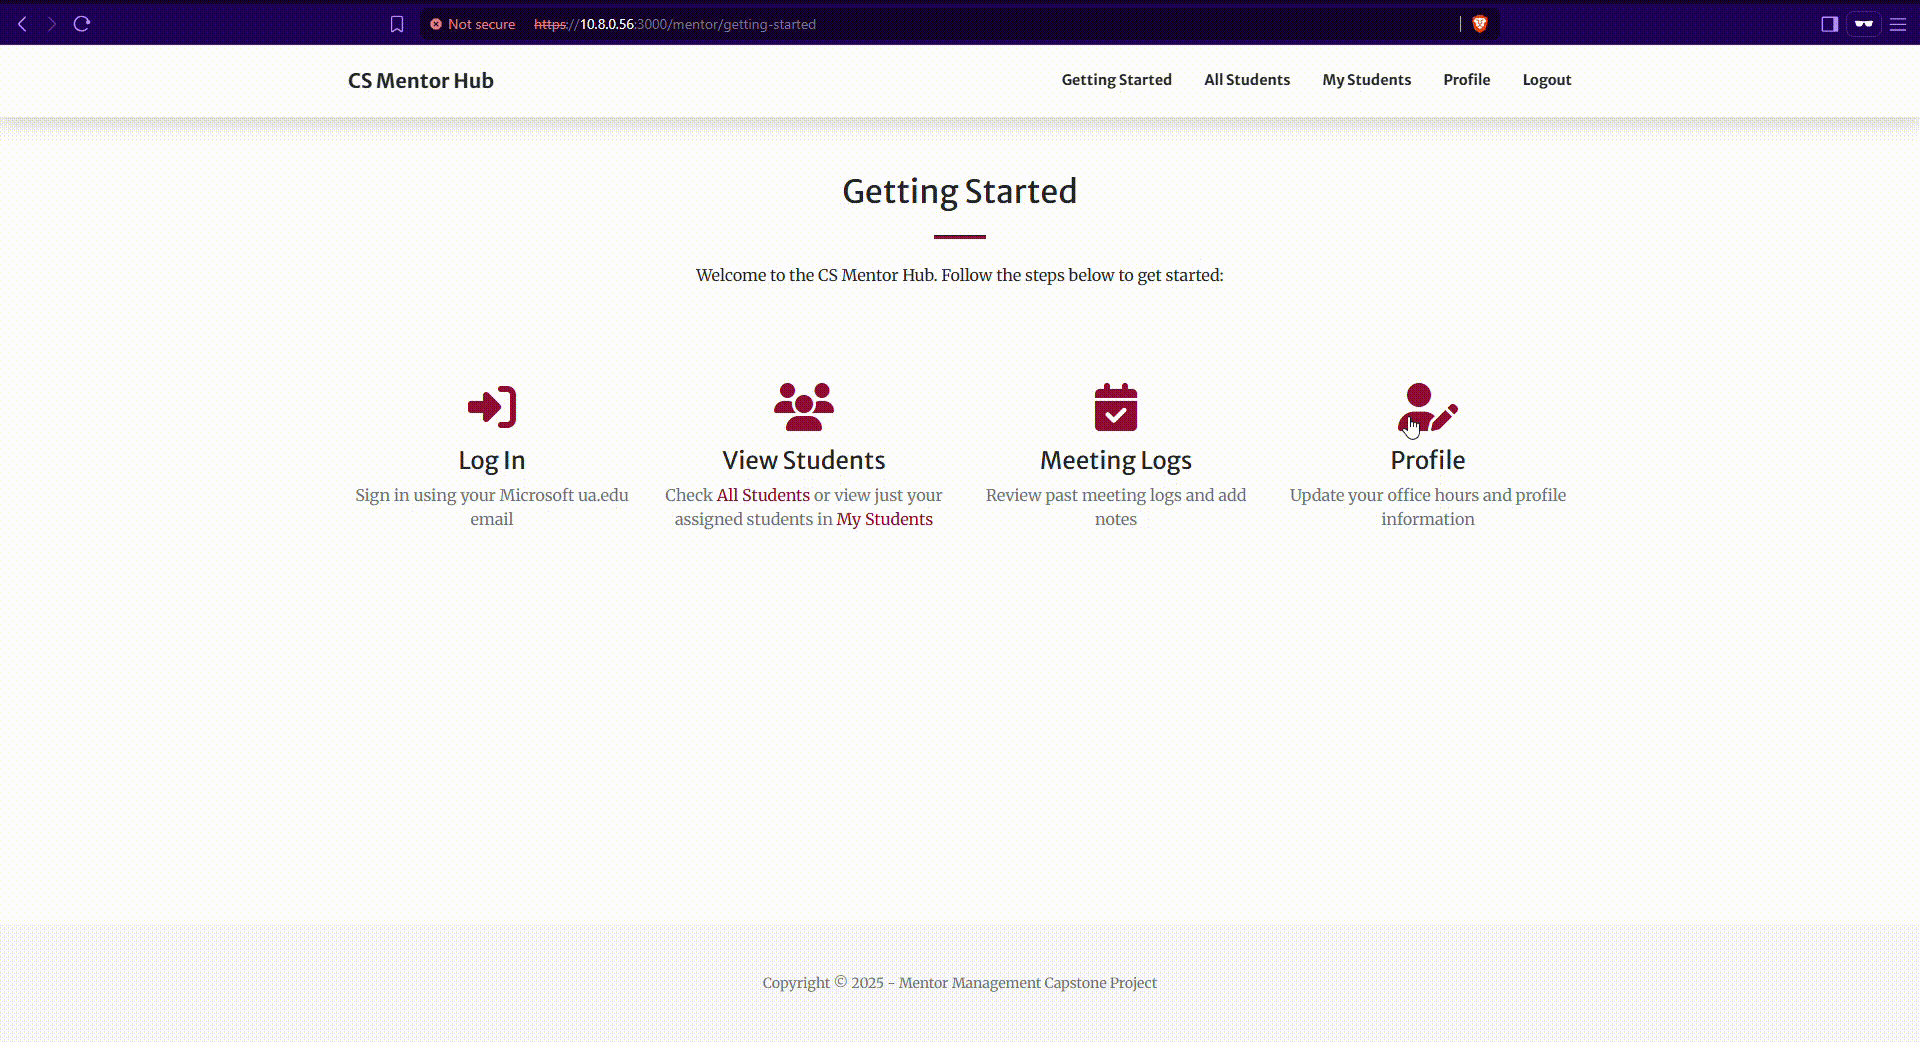 Not secure https://10.8.0.56:3000/mentor/getting-started
CS Mentor Hub Getting Started All Students My Students Profile Logout
Getting Started
Welcome to the CS Mentor Hub. Follow the steps below to get started:
Log In
Sign in using your Microsoft ua.edu
email
View Students
Check All Students or view just your
assigned students in My Students
Meeting Logs
Review past meeting logs and add
notes
Profile
Update your office hours and profile
information
Copyright © 2025 - Mentor Management Capstone Project